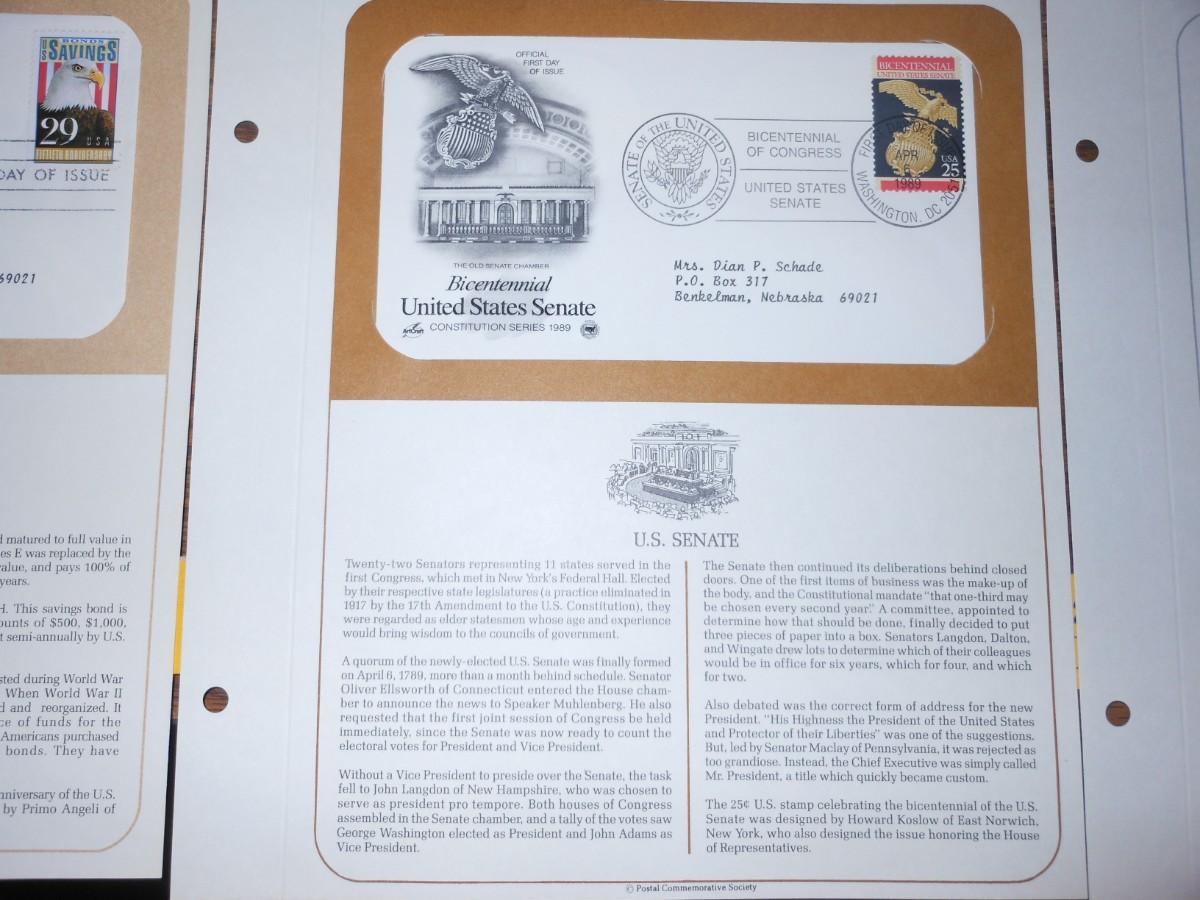 US
BONDS
SAVINGS
29
USA
FIFTIETH ANNIVERSARY
DAY OF ISSUE
69021
d matured to full value in
es E was replaced by the
value, and pays 100% of
years.
H. This savings bond is
ounts of $500, $1,000,
t semi-annually by U.S.
sted during World War
When World War II
d and reorganized. It
ce of funds for the
Americans purchased
bonds. They have
nniversary of the U.S.
by Primo Angeli of
OFFICIAL
FIRST DAY
OF ISSUE
THE OLD SENATE CHAMBER
Bicentennial
United States Senate
ArtCraft CONSTITUTION SERIES 1989
SENATE OF THE UNITED STATES
BICENTENNIAL
OF CONGRESS
UNITED STATES
SENATE
BICENTENNIAL
UNITED STATES SENATE
USA
25
FIRST DAY OF
APR
6
1989
WASHINGTON, DC
Mrs. Dian P. Schade
P.O. Box 317
Benkelman, Nebraska 69021
U.S. SENATE
Twenty-two Senators representing 11 states served in the
first Congress, which met in New York's Federal Hall. Elected
by their respective state legislatures (a practice eliminated in
1917 by the 17th Amendment to the U.S. Constitution), they
were regarded as elder statesmen whose age and experience
would bring wisdom to the councils of government.
A quorum of the newly-elected U.S. Senate was finally formed
on April 6, 1789, more than a month behind schedule. Senator
Oliver Ellsworth of Connecticut entered the House cham-
ber to announce the news to Speaker Muhlenberg. He also
requested that the first joint session of Congress be held
immediately, since the Senate was now ready to count the
electoral votes for President and Vice President.
Without a Vice President to preside over the Senate, the task
fell to John Langdon of New Hampshire, who was chosen to
serve as president pro tempore. Both houses of Congress
assembled in the Senate chamber, and a tally of the votes saw
George Washington elected as President and John Adams as
Vice President.
The Senate then continued its deliberations behind closed
doors. One of the first items of business was the make-up of
the body, and the Constitutional mandate "that one-third may
be chosen every second year." A committee, appointed to
determine how that should be done, finally decided to put
three pieces of paper into a box. Senators Langdon, Dalton,
and Wingate drew lots to determine which of their colleagues
would be in office for six years, which for four, and which
for two.
Also debated was the correct form of address for the new
President. "His Highness the President of the United States
and Protector of their Liberties" was one of the suggestions.
But, led by Senator Maclay of Pennsylvania, it was rejected as
too grandiose. Instead, the Chief Executive was simply called
Mr. President, a title which quickly became custom.
The 25¢ U.S. stamp celebrating the bicentennial of the U.S.
Senate was designed by Howard Koslow of East Norwich,
New York, who also designed the issue honoring the House
of Representatives.
© Postal Commemorative Society